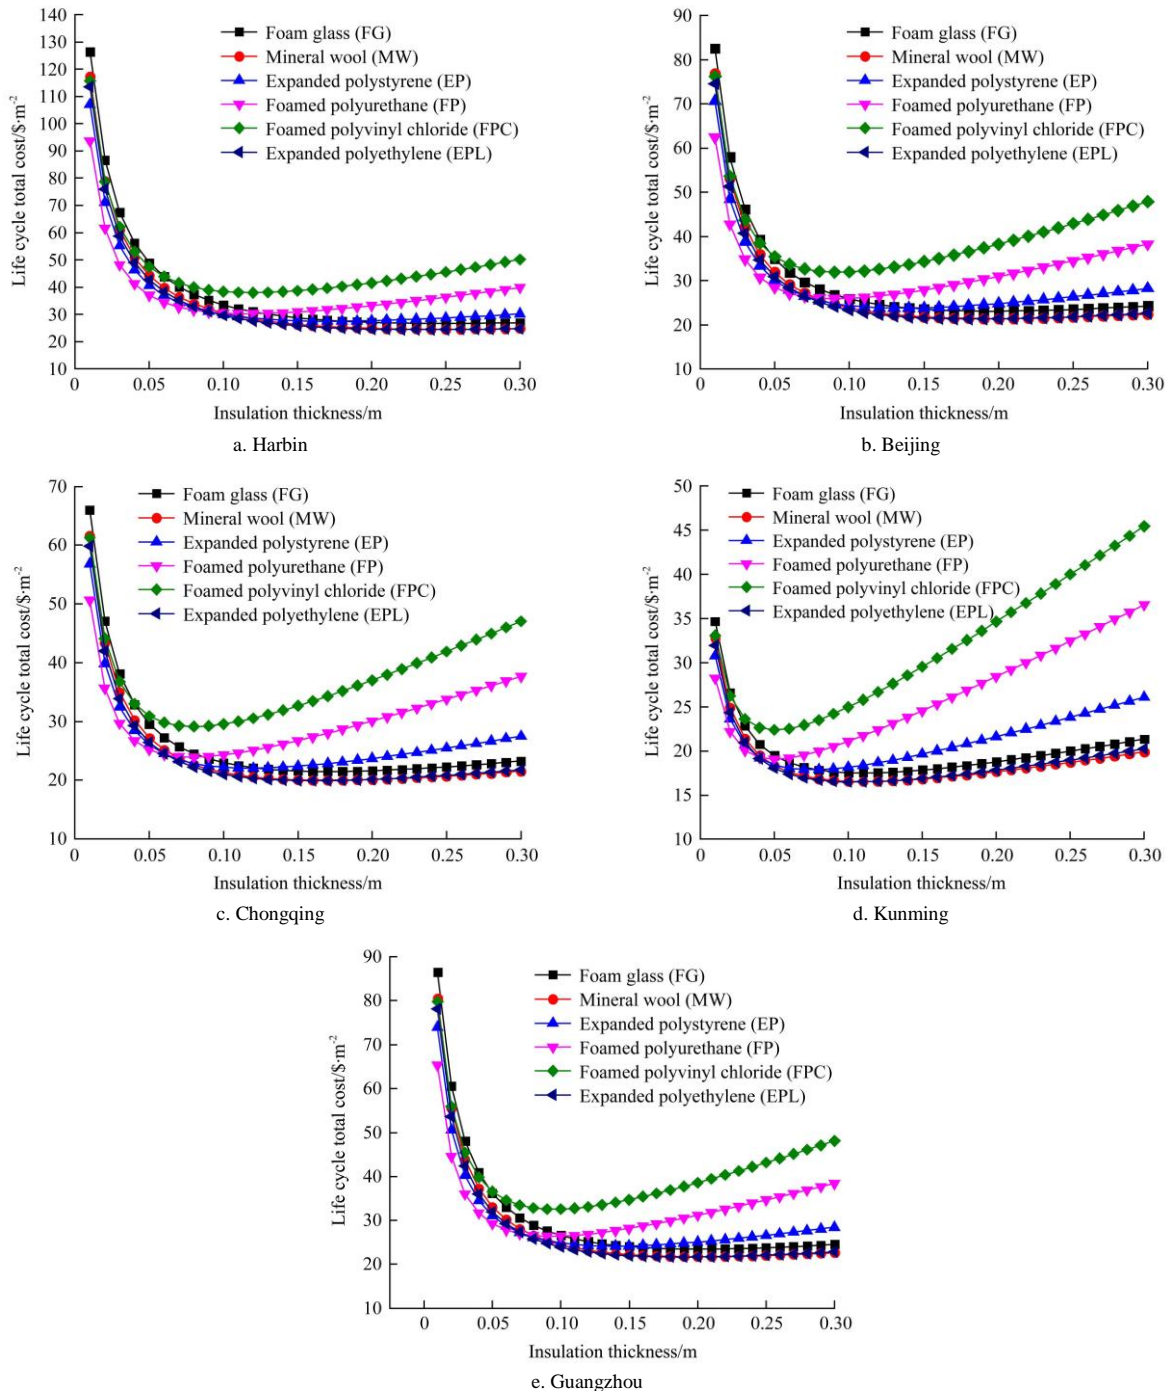 140
130
120
110
100
90
80
70
60
50
40
30
20
10
Life cycle total cost/$·m-2
Foam glass (FG)
Mineral wool (MW)
Expanded polystyrene (EP)
Foamed polyurethane (FP)
Foamed polyvinyl chloride (FPC)
Expanded polyethylene (EPL)
0 0.05 0.10 0.15 0.20 0.25 0.30
Insulation thickness/m
a. Harbin
90
80
70
60
50
40
30
20
10
Life cycle total cost/$·m-2
Foam glass (FG)
Mineral wool (MW)
Expanded polystyrene (EP)
Foamed polyurethane (FP)
Foamed polyvinyl chloride (FPC)
Expanded polyethylene (EPL)
0 0.05 0.10 0.15 0.20 0.25 0.30
Insulation thickness/m
b. Beijing
70
60
50
40
30
20
10
Life cycle total cost/$·m-2
Foam glass (FG)
Mineral wool (MW)
Expanded polystyrene (EP)
Foamed polyurethane (FP)
Foamed polyvinyl chloride (FPC)
Expanded polyethylene (EPL)
0 0.05 0.10 0.15 0.20 0.25 0.30
Insulation thickness/m
c. Chongqing
50
45
40
35
30
25
20
15
10
Life cycle total cost/$·m-2
Foam glass (FG)
Mineral wool (MW)
Expanded polystyrene (EP)
Foamed polyurethane (FP)
Foamed polyvinyl chloride (FPC)
Expanded polyethylene (EPL)
0 0.05 0.10 0.15 0.20 0.25 0.30
Insulation thickness/m
d. Kunming
90
80
70
60
50
40
30
20
10
Life cycle total cost/$·m-2
Foam glass (FG)
Mineral wool (MW)
Expanded polystyrene (EP)
Foamed polyurethane (FP)
Foamed polyvinyl chloride (FPC)
Expanded polyethylene (EPL)
0 0.05 0.10 0.15 0.20 0.25 0.30
Insulation thickness/m
e. Guangzhou